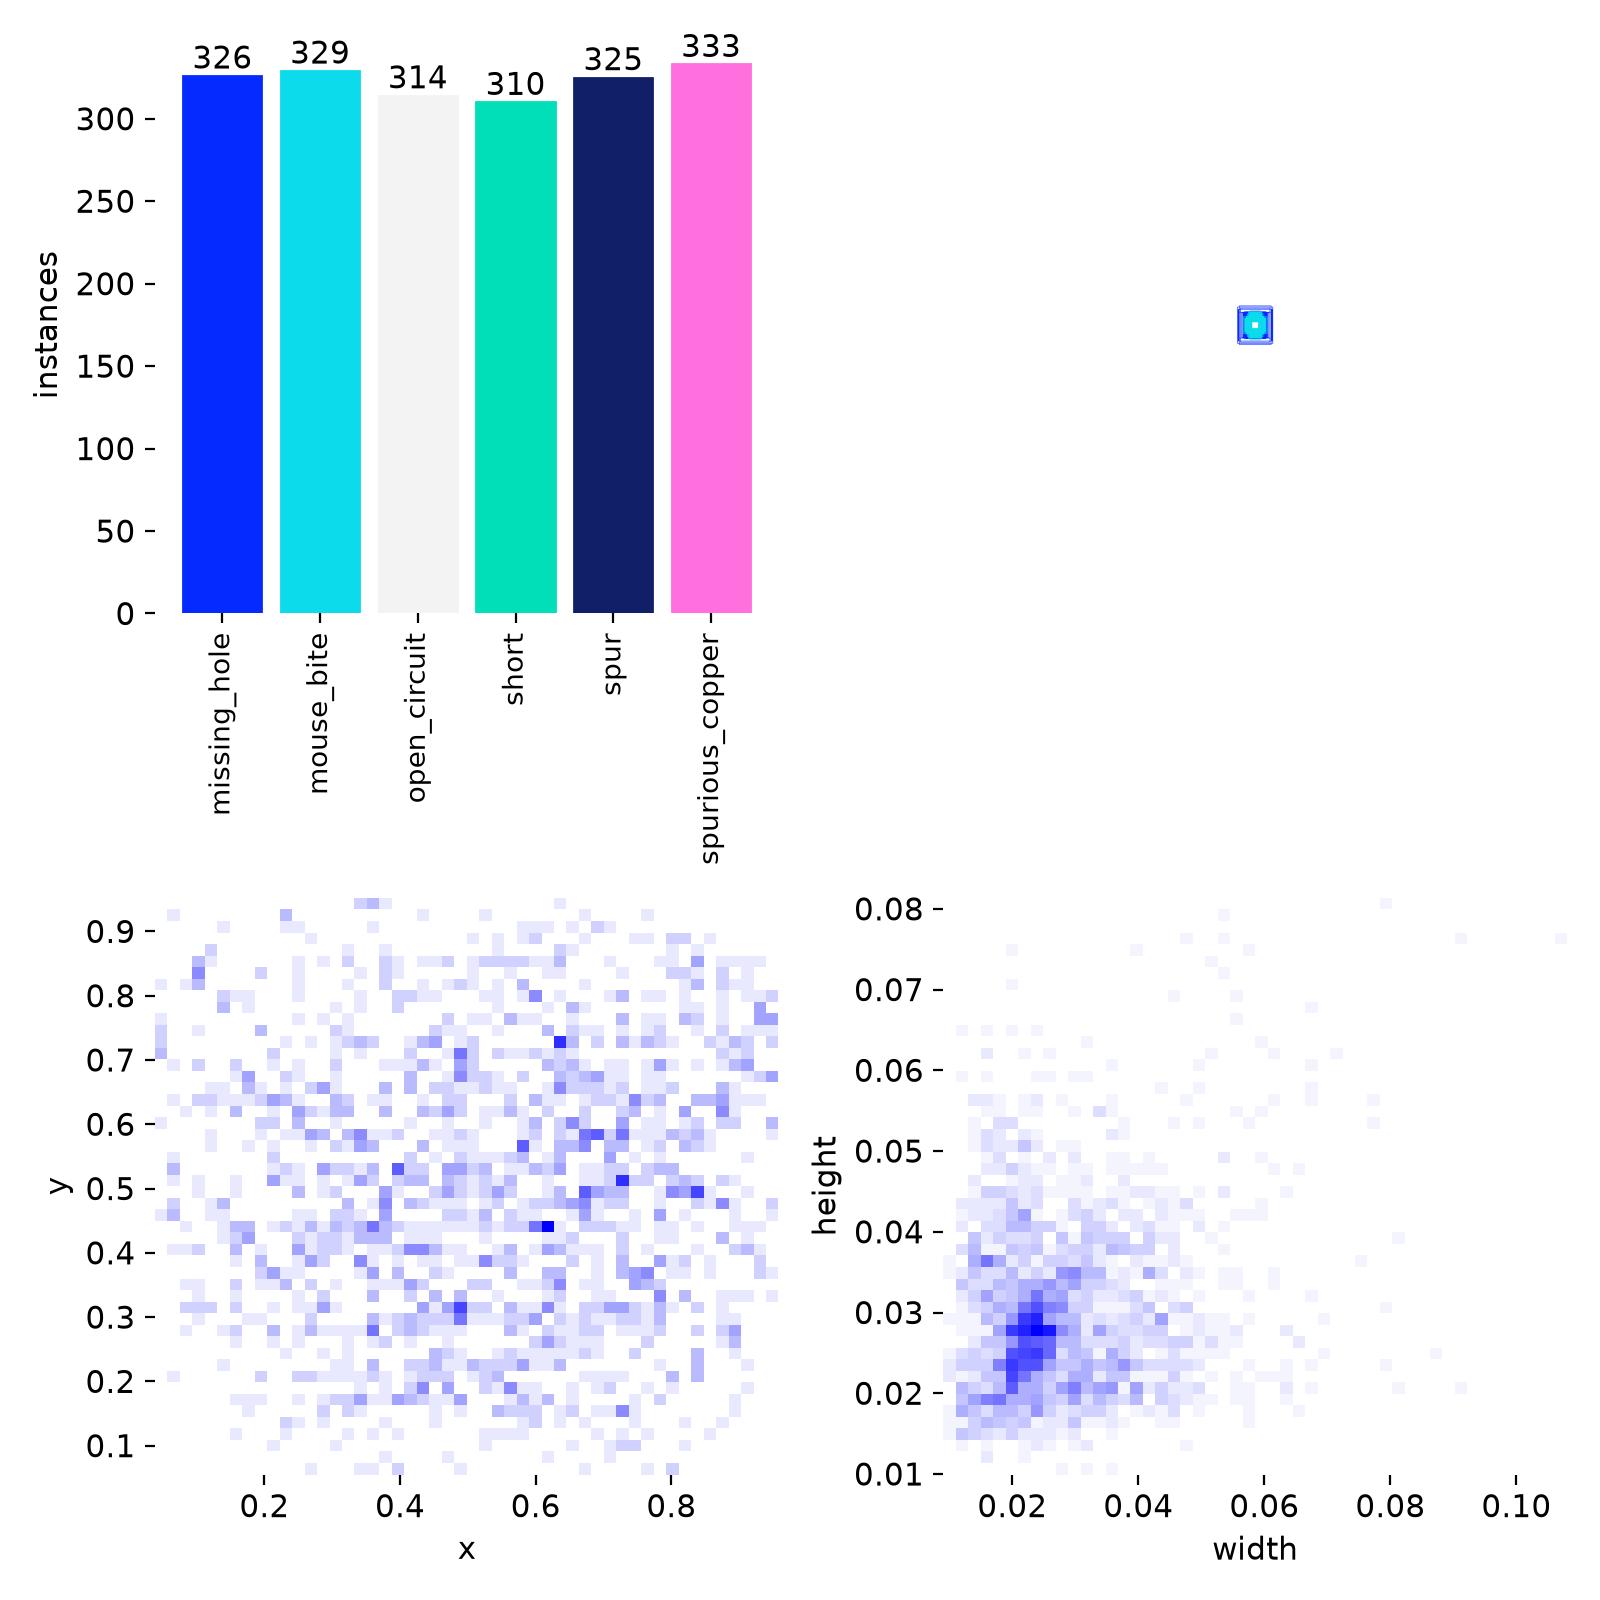 326
329
314
310
325
333
300
250
200
150
100
50
0
instances
missing_hole
mouse_bite
open_circuit
short
spur
spurious_copper
0.9
0.8
0.7
0.6
0.5
0.4
0.3
0.2
0.1
y
0.2 0.4 0.6 0.8
x
0.08
0.07
0.06
0.05
0.04
0.03
0.02
0.01
height
0.02 0.04 0.06 0.08 0.10
width